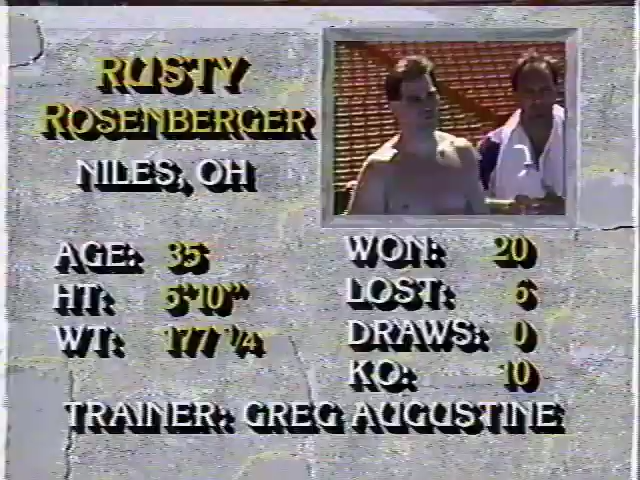 RUSTY
ROSENBERGER
NILES, OH
AGE: 35
HT: 5'10"
WT: 177 1/4
WON: 20
LOST: 6
DRAWS: 0
KO: 10
TRAINER: GREG AUGUSTINE